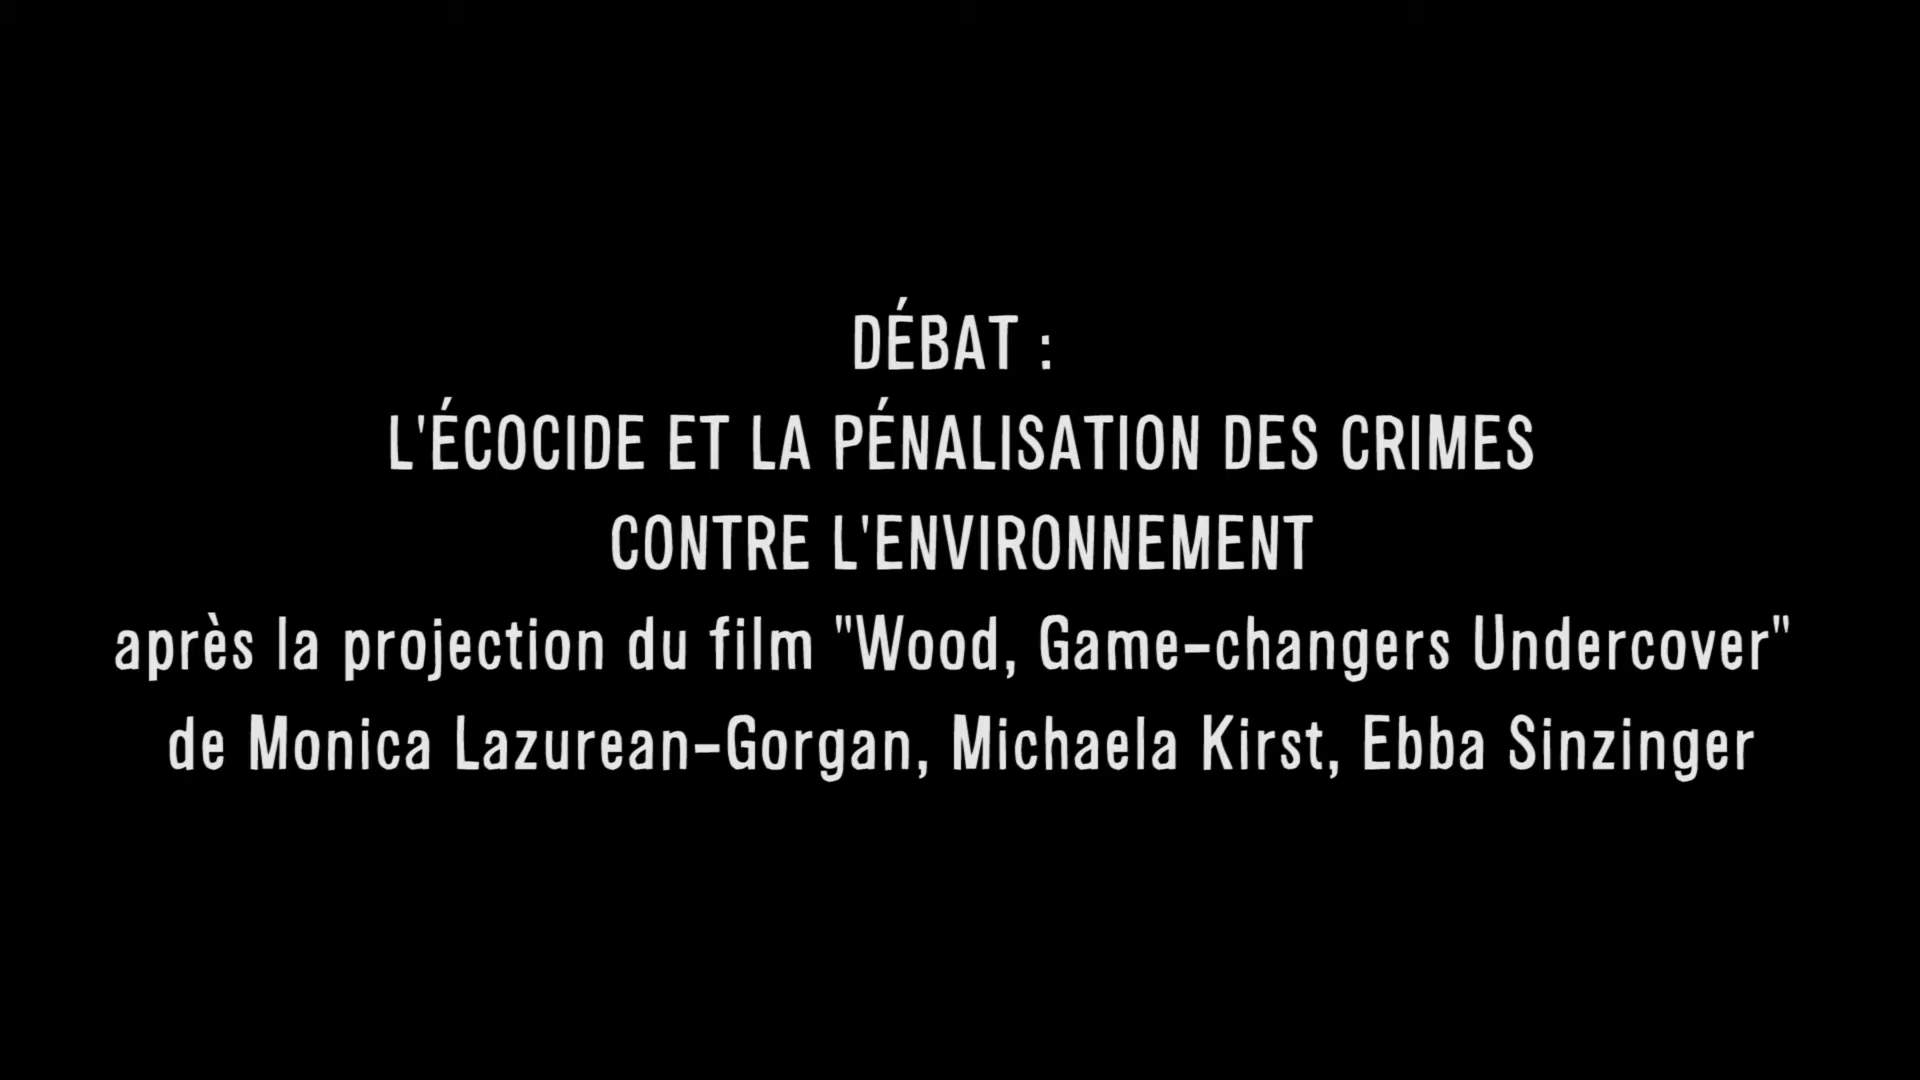 DÉBAT :
L'ÉCOCIDE ET LA PÉNALISATION DES CRIMES
CONTRE L'ENVIRONNEMENT
après la projection du film "Wood, Game-changers Undercover"
de Monica Lazurean-Gorgan, Michaela Kirst, Ebba Sinzinger